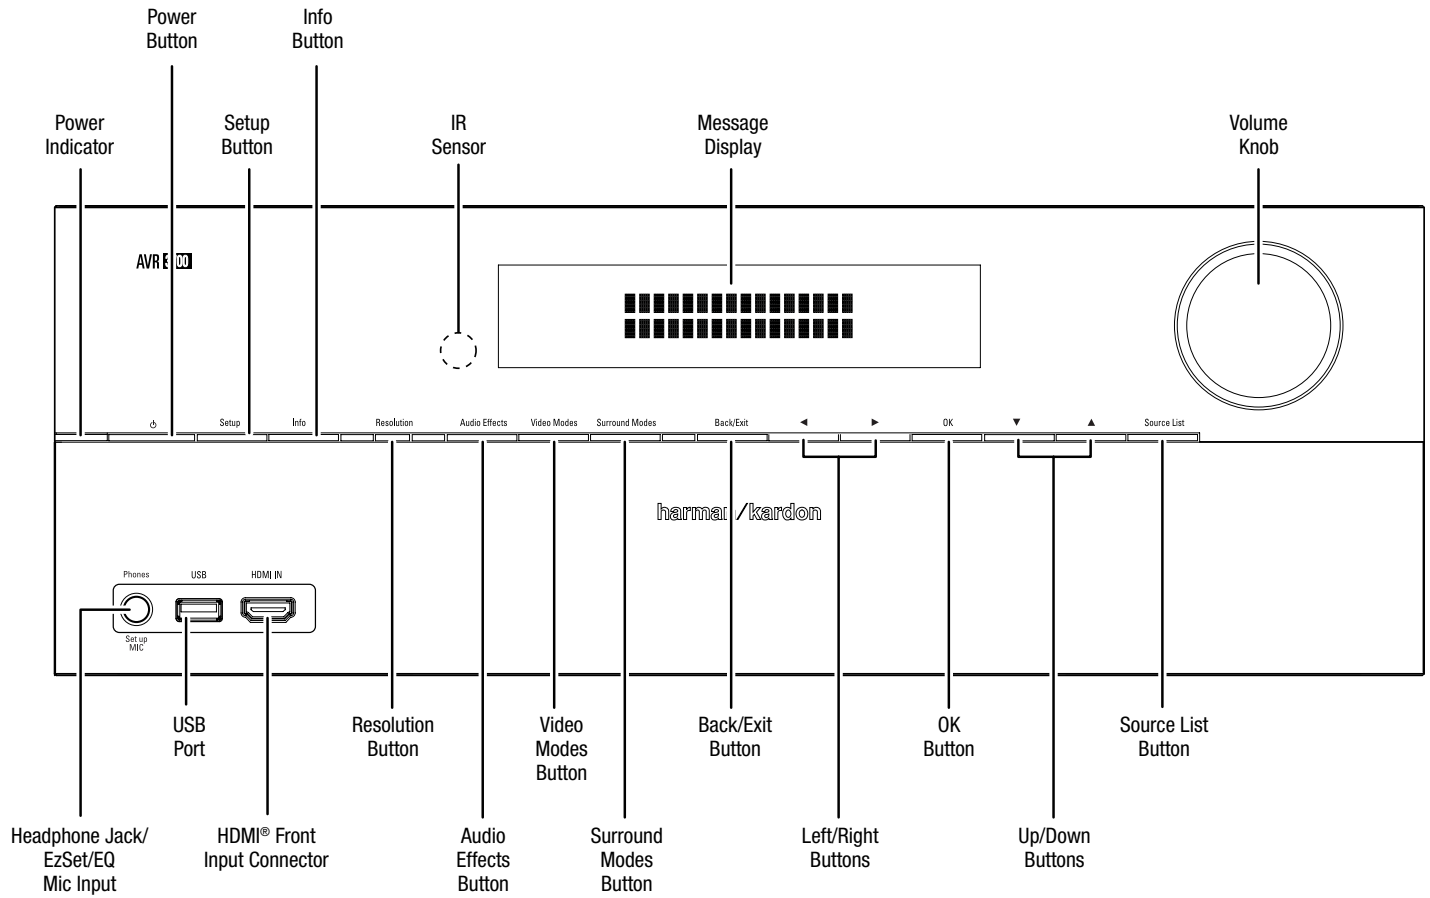 Power
Button
Info
Button
Power
Indicator
Setup
Button
IR
Sensor
Message
Display
Volume
Knob
AVR
Setup
Info
Resolution
Audio Effects
Video Modes
Surround Modes
Back/Exit
◀
▶
OK
▼
▲
Source List
harman/kardon
Phones
USB
HDMI IN
Set up
MIC
USB
Port
Resolution
Button
Video
Modes
Button
Back/Exit
Button
OK
Button
Source List
Button
Headphone Jack/
EzSet/EQ
Mic Input
HDMI® Front
Input Connector
Audio
Effects
Button
Surround
Modes
Button
Left/Right
Buttons
Up/Down
Buttons